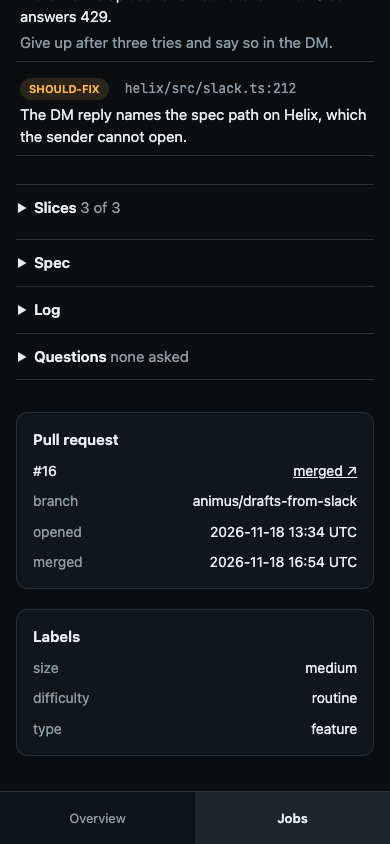 answers 429.
Give up after three tries and say so in the DM.
SHOULD-FIX helix/src/slack.ts:212
The DM reply names the spec path on Helix, which
the sender cannot open.
▶ Slices 3 of 3
▶ Spec
▶ Log
▶ Questions none asked
Pull request
#16 merged ↗
branch animus/drafts-from-slack
opened 2026-11-18 13:34 UTC
merged 2026-11-18 16:54 UTC
Labels
size medium
difficulty routine
type feature
Overview Jobs